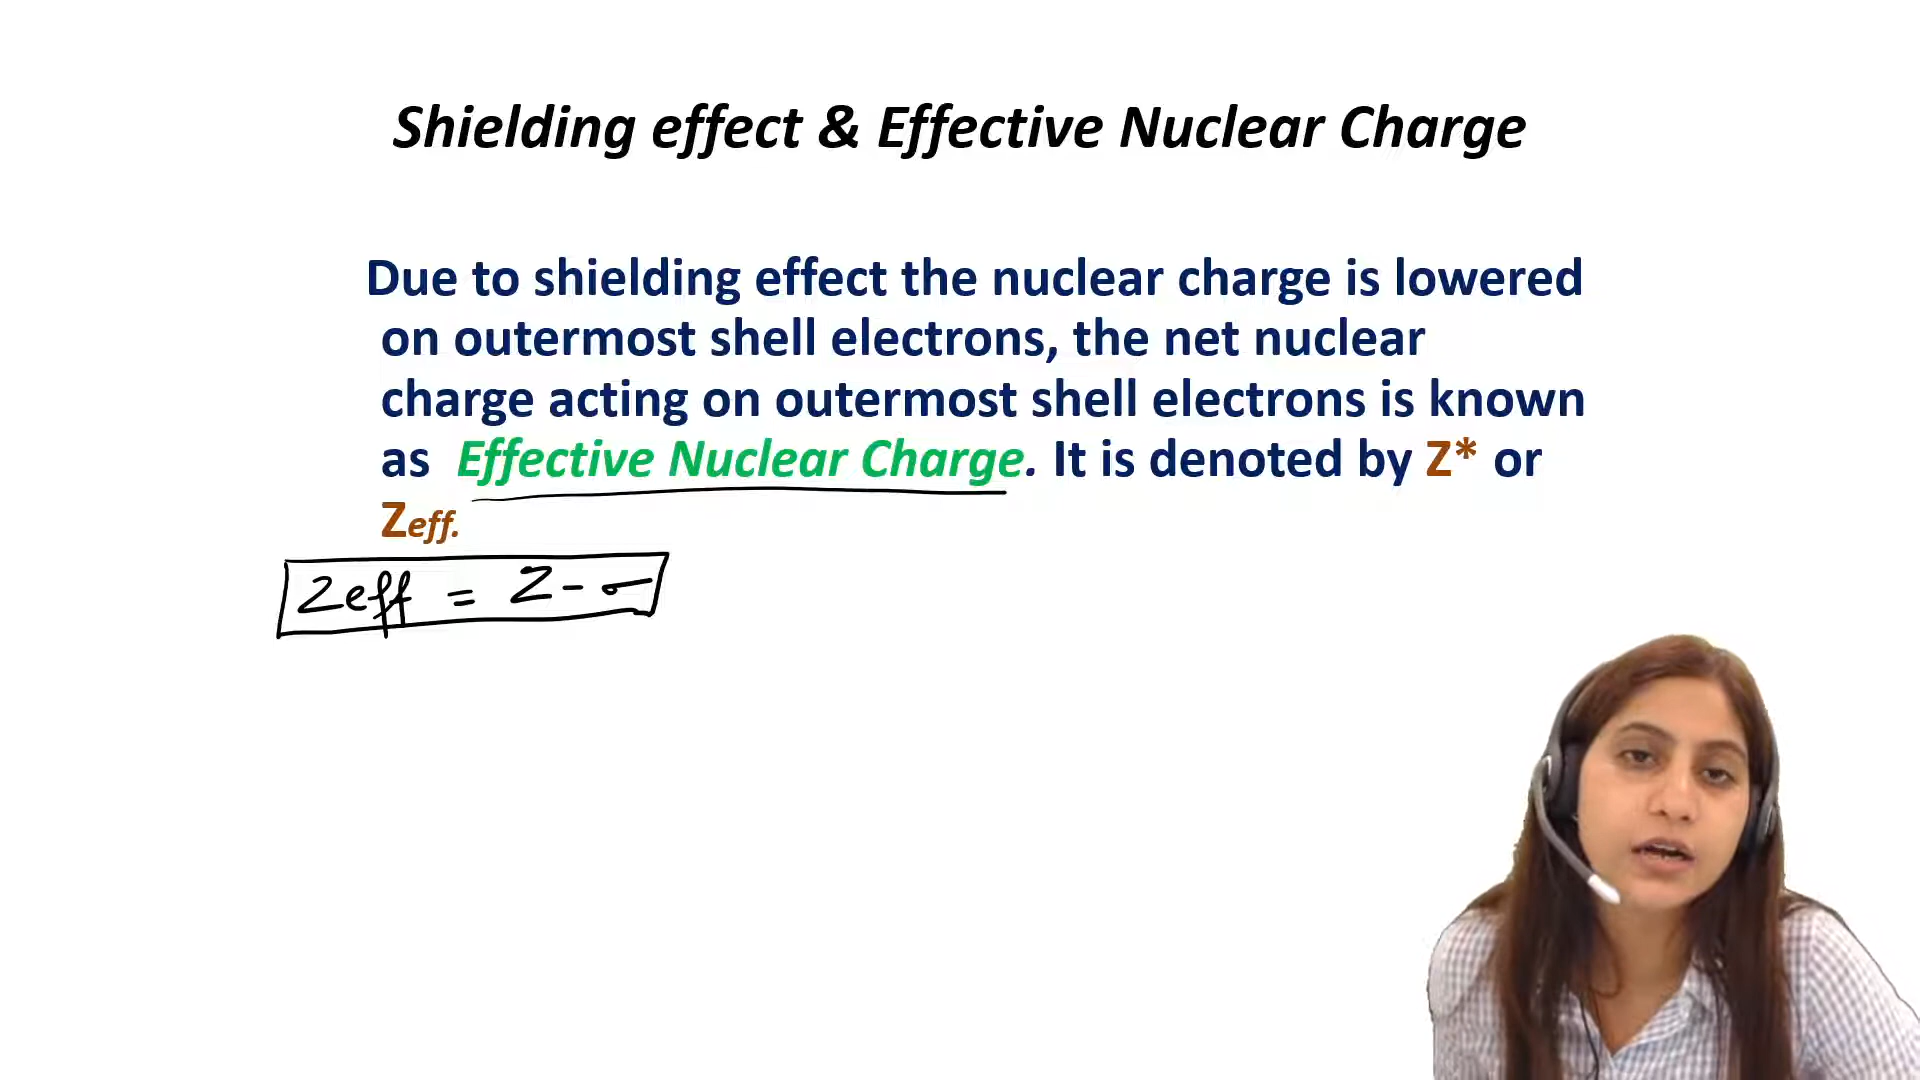 Shielding effect & Effective Nuclear Charge
Due to shielding effect the nuclear charge is lowered
on outermost shell electrons, the net nuclear
charge acting on outermost shell electrons is known
as Effective Nuclear Charge. It is denoted by Z* or
Zeff.
Zeff = Z - σ